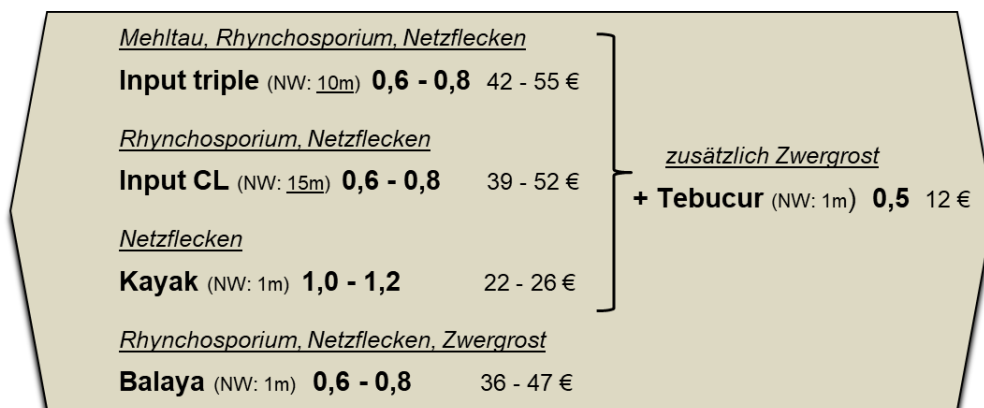 Mehltau, Rhynchosporium, Netzflecken
Input triple (NW: 10m) 0,6 - 0,8 42 - 55 €
Rhynchosporium, Netzflecken
Input CL (NW: 15m) 0,6 - 0,8 39 - 52 €
Netzflecken
Kayak (NW: 1m) 1,0 - 1,2 22 - 26 €
zusätzlich Zwergrost
+ Tebucur (NW: 1m) 0,5 12 €
Rhynchosporium, Netzflecken, Zwergrost
Balaya (NW: 1m) 0,6 - 0,8 36 - 47 €